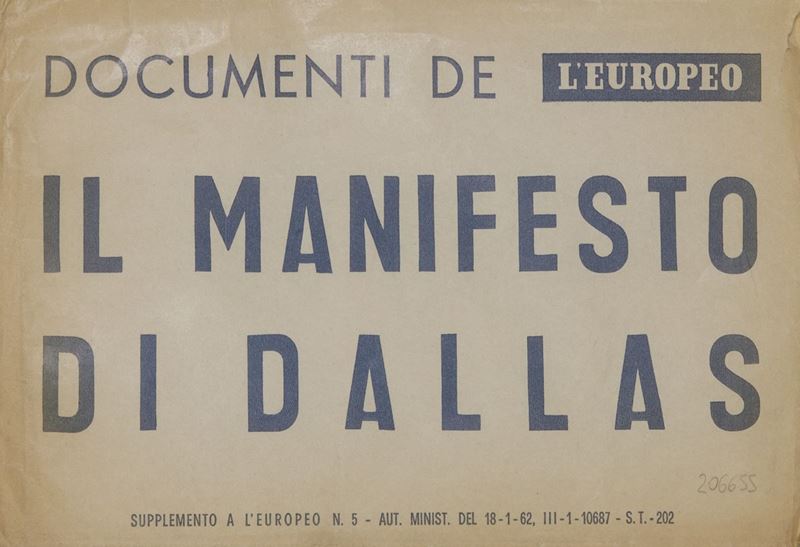 DOCUMENTI DE L'EUROPEO
IL MANIFESTO
DI DALLAS
206655
SUPPLEMENTO A L'EUROPEO N. 5 - AUT. MINIST. DEL 18-1-62, III-1-10687 - S.T.-202